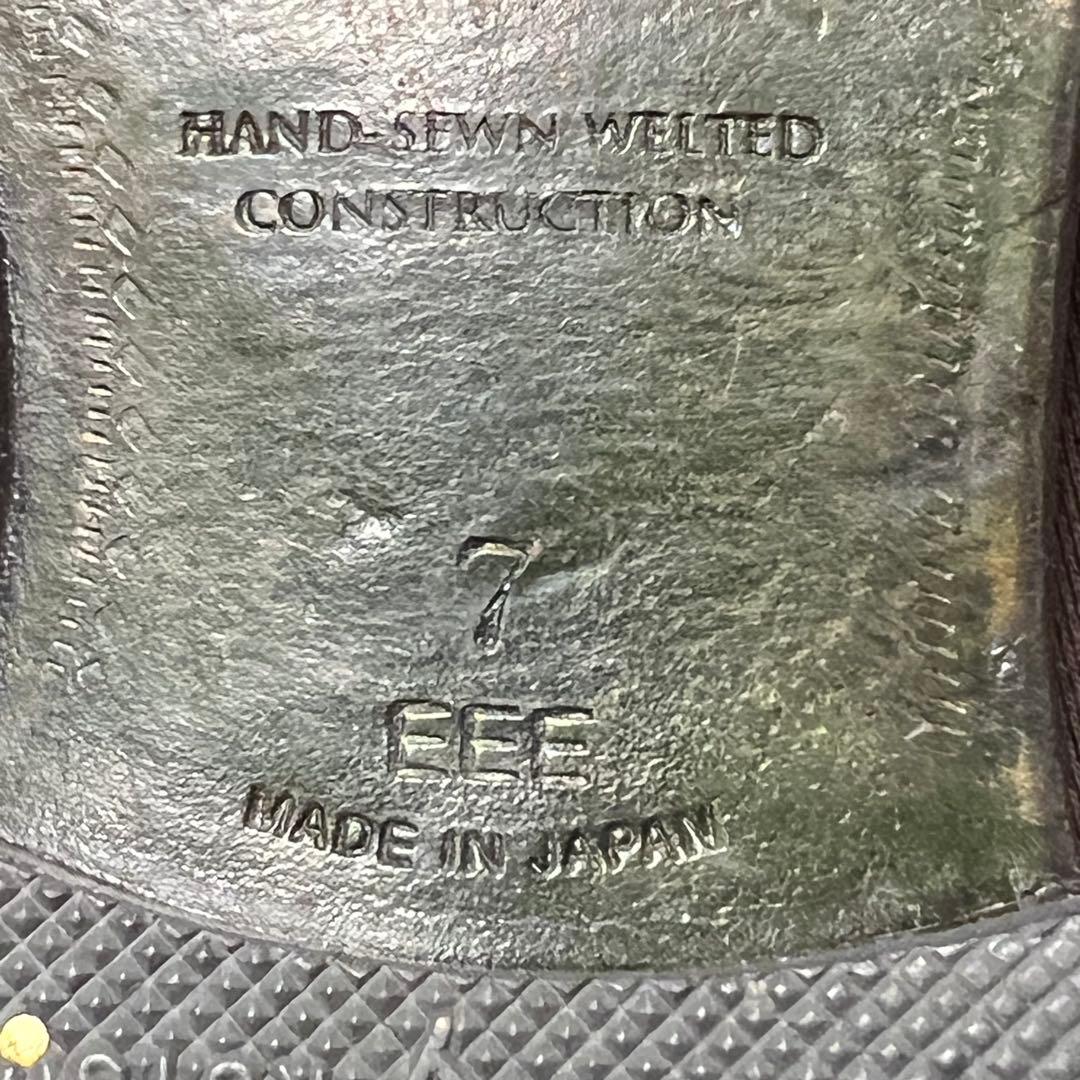 HAND-SEWN WELTED
CONSTRUCTION
7
EEE
MADE IN JAPAN